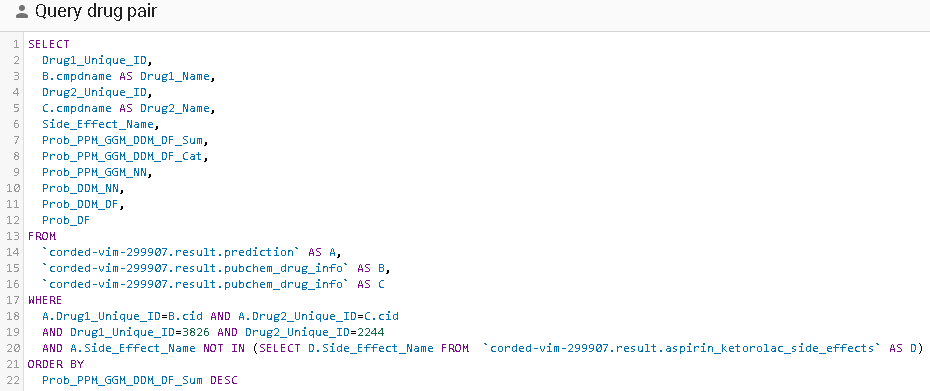 Query drug pair
1 SELECT
2 Drug1_Unique_ID,
3 B.cmpdname AS Drug1_Name,
4 Drug2_Unique_ID,
5 C.cmpdname AS Drug2_Name,
6 Side_Effect_Name,
7 Prob_PPM_GGM_DDM_DF_Sum,
8 Prob_PPM_GGM_DDM_DF_Cat,
9 Prob_PPM_GGM_NN,
10 Prob_DDM_NN,
11 Prob_DDM_DF,
12 Prob_DF
13 FROM
14 `corded-vim-299907.result.prediction` AS A,
15 `corded-vim-299907.result.pubchem_drug_info` AS B,
16 `corded-vim-299907.result.pubchem_drug_info` AS C
17 WHERE
18 A.Drug1_Unique_ID=B.cid AND A.Drug2_Unique_ID=C.cid
19 AND Drug1_Unique_ID=3826 AND Drug2_Unique_ID=2244
20 AND A.Side_Effect_Name NOT IN (SELECT D.Side_Effect_Name FROM `corded-vim-299907.result.aspirin_ketorolac_side_effects` AS D)
21 ORDER BY
22 Prob_PPM_GGM_DDM_DF_Sum DESC